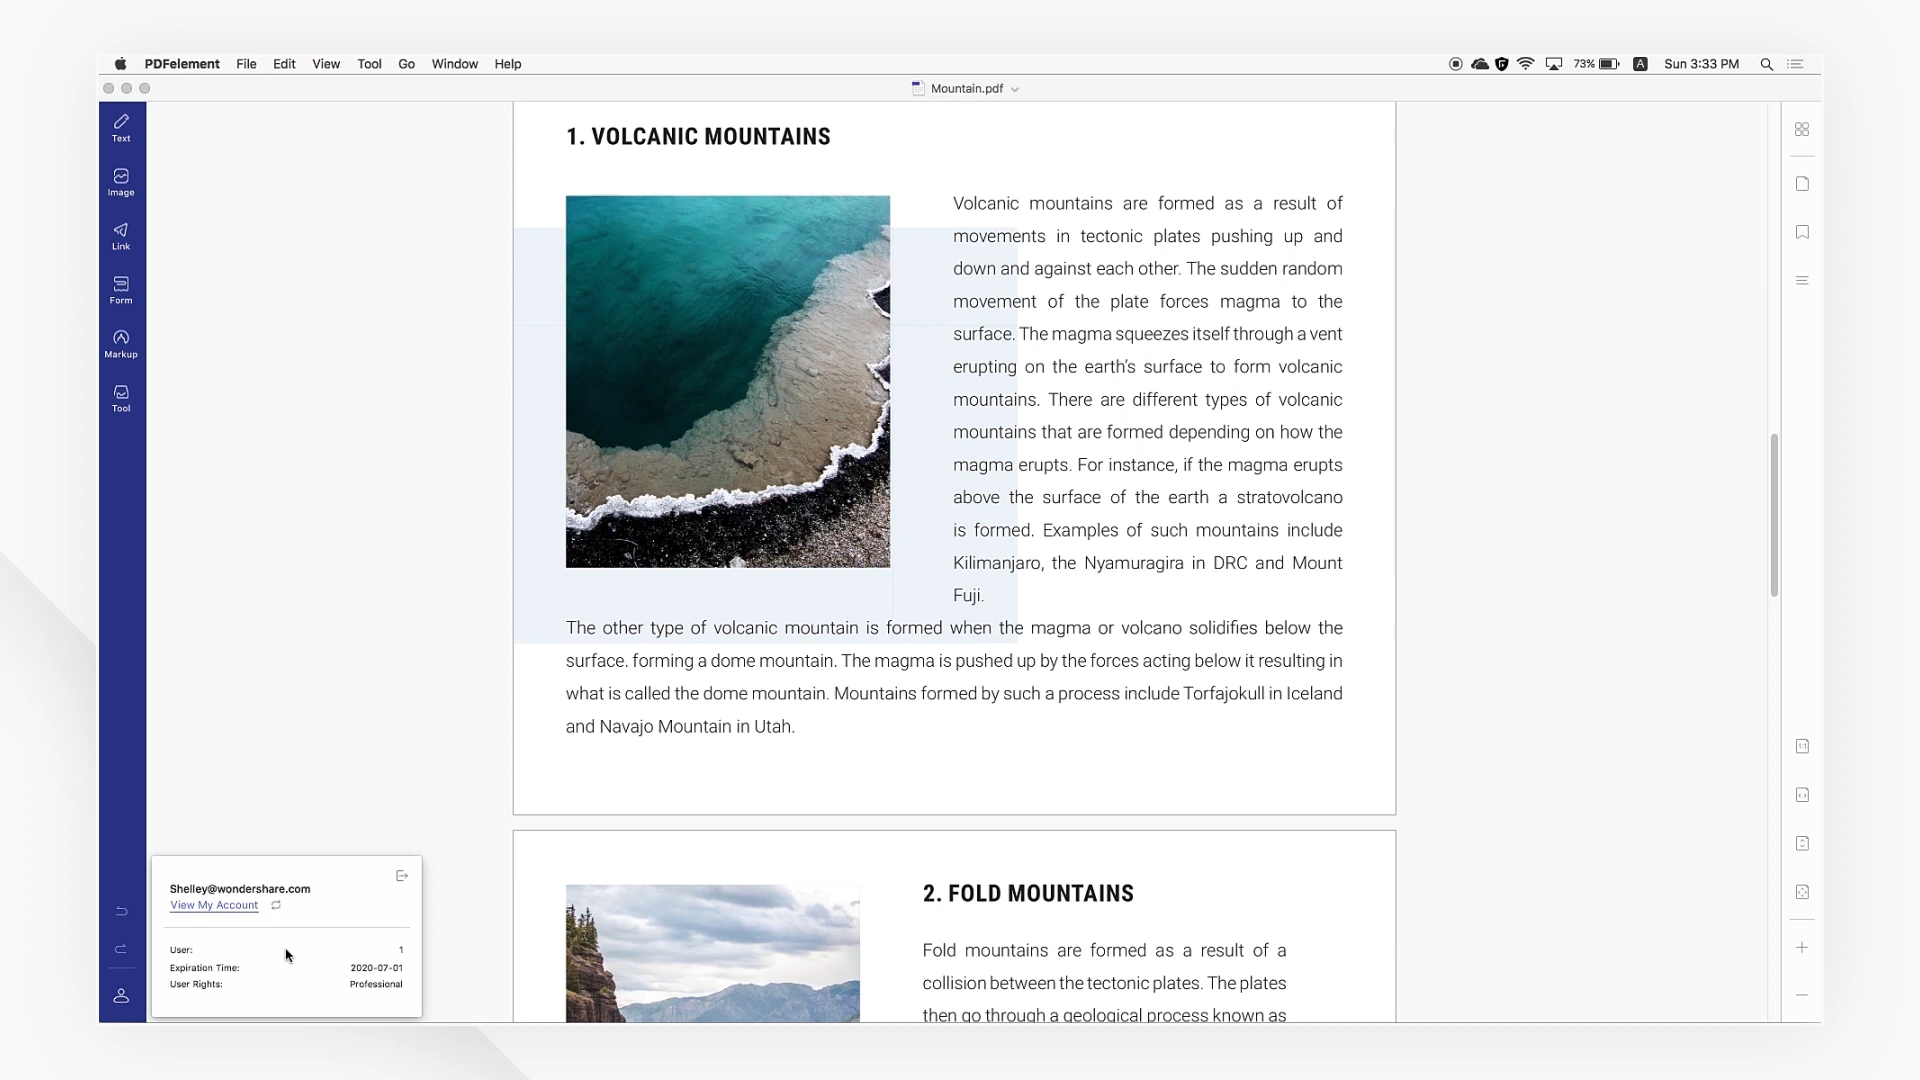 PDFelement File Edit View Tool Go Window Help
73% A Sun 3:33 PM
Mountain.pdf
Text
Image
Link
Form
Markup
Tool
1. VOLCANIC MOUNTAINS
Volcanic mountains are formed as a result of
movements in tectonic plates pushing up and
down and against each other. The sudden random
movement of the plate forces magma to the
surface. The magma squeezes itself through a vent
erupting on the earth's surface to form volcanic
mountains. There are different types of volcanic
mountains that are formed depending on how the
magma erupts. For instance, if the magma erupts
above the surface of the earth a stratovolcano
is formed. Examples of such mountains include
Kilimanjaro, the Nyamuragira in DRC and Mount
Fuji.
The other type of volcanic mountain is formed when the magma or volcano solidifies below the
surface. forming a dome mountain. The magma is pushed up by the forces acting below it resulting in
what is called the dome mountain. Mountains formed by such a process include Torfajokull in Iceland
and Navajo Mountain in Utah.
2. FOLD MOUNTAINS
Fold mountains are formed as a result of a
collision between the tectonic plates. The plates
then go through a geological process known as
Shelley@wondershare.com
View My Account
User: 1
Expiration Time: 2020-07-01
User Rights: Professional
1:1